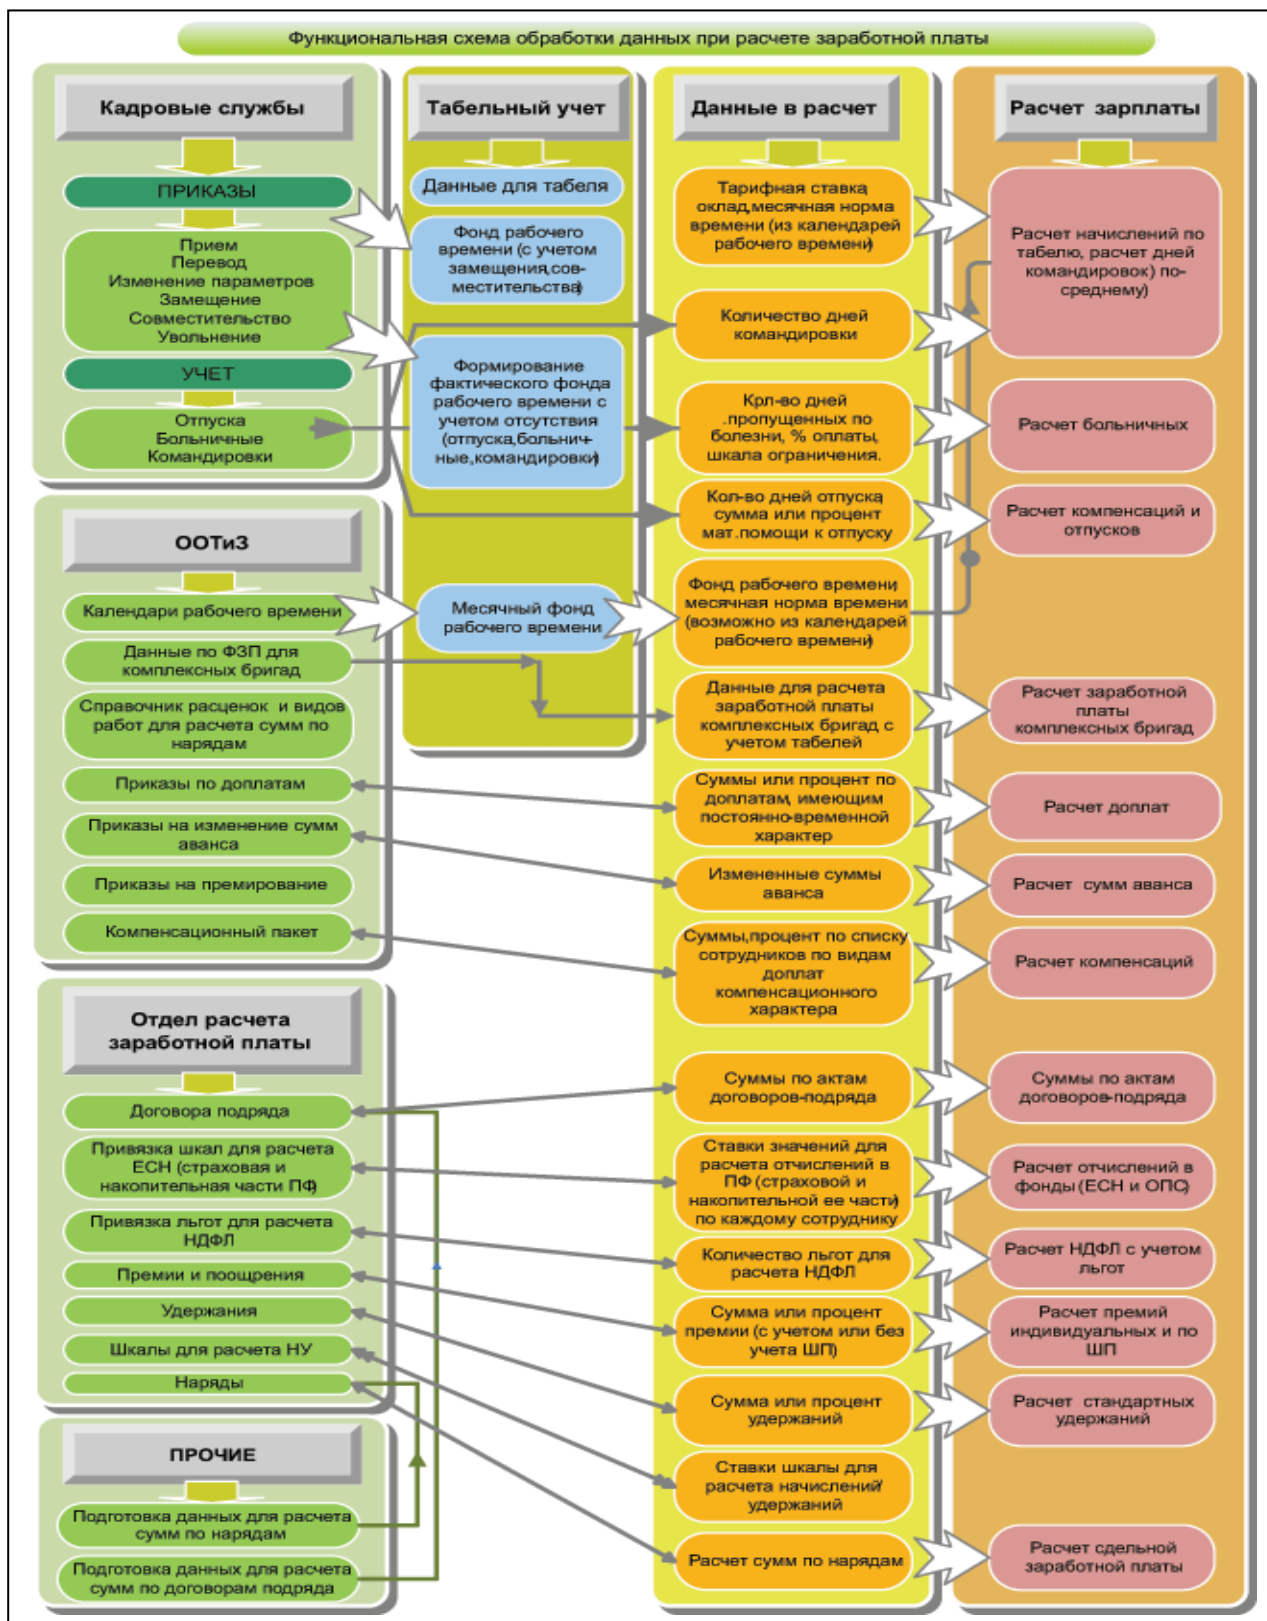 Функциональная схема обработки данных при расчете заработной платы
Кадровые службы
ПРИКАЗЫ
Прием
Перевод
Изменение параметров
Замещение
Совместительство
Увольнение
УЧЕТ
Отпуска
Больничные
Командировки
ООТиЗ
Календари рабочего времени
Данные по ФЗП для
комплексных бригад
Справочник расценок и видов
работ для расчета сумм по
нарядам
Приказы по доплатам
Приказы на изменение сумм
аванса
Приказы на премирование
Компенсационный пакет
Отдел расчета
заработной платы
Договора подряда
Привязка шкал для расчета
ЕСН (страховая и
накопительная части ПФ)
Привязка льгот для расчета
НДФЛ
Премии и поощрения
Удержания
Шкалы для расчета НУ
Наряды
ПРОЧИЕ
Подготовка данных для расчета
сумм по нарядам
Подготовка данных для расчета
сумм по договорам подряда
Табельный учет
Данные для табеля
Фонд рабочего
времени (с учетом
замещения,сов-
местительства)
Формирование
фактического фонда
рабочего времени с
учетом отсутствия
(отпуска,больнич-
ные,командировки)
Месячный фонд
рабочего времени
Данные в расчет
Тарифная ставка,
оклад,месячная норма
времени (из календарей
рабочего времени)
Количество дней
командировки
Крл-во дней
.пропущенных по
болезни, % оплаты,
шкала ограничения.
Кол-во дней отпуска,
сумма или процент
мат.помощи к отпуску
Фонд рабочего времени,
месячная норма времени
(возможно из календарей
рабочего времени)
Данные для расчета
заработной платы
комплексных бригад с
учетом табелей
Суммы или процент по
доплатам, имеющим
постоянно-временной
характер
Измененные суммы
аванса
Суммы,процент по списку
сотрудников по видам
доплат
компенсационного
характера
Суммы по актам
договоров-подряда
Ставки значений для
расчета отчислений в
ПФ (страховой и
накопительной ее части)
по каждому сотруднику
Количество льгот для
расчета НДФЛ
Сумма или процент
премии (с учетом или без
учета ШП)
Сумма или процент
удержаний
Ставки шкалы для
расчета начислений/
удержаний
Расчет сумм по нарядам
Расчет зарплаты
Расчет начислений по
табелю, расчет дней
командировок) по-
среднему)
Расчет больничных
Расчет компенсаций и
отпусков
Расчет заработной
платы
комплексных бригад
Расчет доплат
Расчет сумм аванса
Расчет компенсаций
Суммы по актам
договоров-подряда
Расчет отчислений в
фонды (ЕСН и ОПС)
Расчет НДФЛ с учетом
льгот
Расчет премий
индивидуальных и по
ШП
Расчет стандартных
удержаний
Расчет сдельной
заработной платы